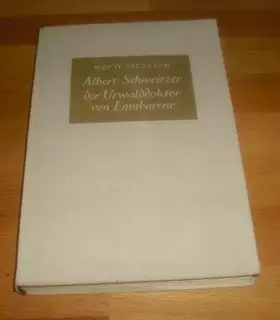 Albert Schweitzer
der Urwalddoktor
von Lambarene